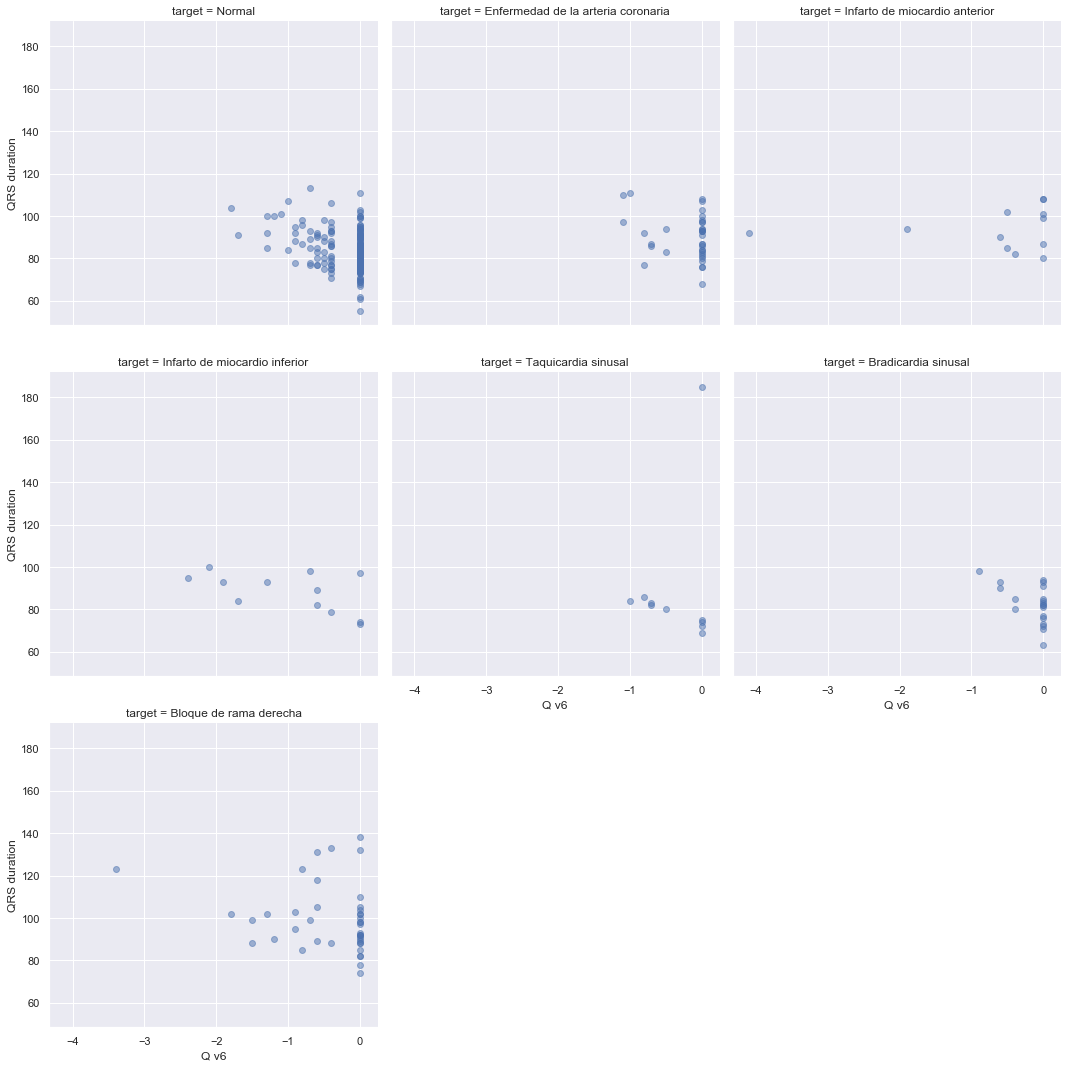 target = Normal
target = Enfermedad de la arteria coronaria
target = Infarto de miocardio anterior
180
160
140
120
100
80
60
QRS duration
target = Infarto de miocardio inferior
target = Taquicardia sinusal
target = Bradicardia sinusal
180
160
140
120
100
80
60
QRS duration
−4 −3 −2 −1 0
Q v6
−4 −3 −2 −1 0
Q v6
target = Bloque de rama derecha
180
160
140
120
100
80
60
QRS duration
−4 −3 −2 −1 0
Q v6